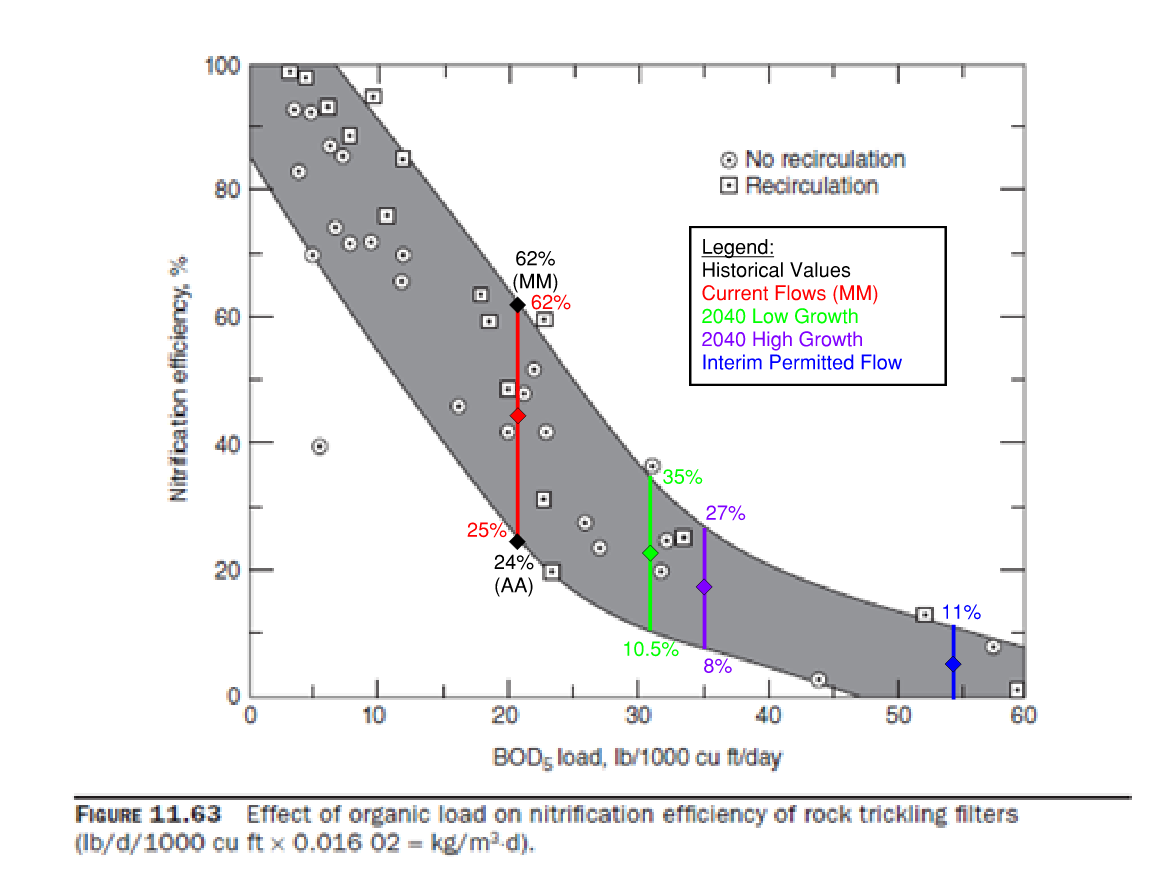 100
80
60
40
20
0
Nitrification efficiency, %
No recirculation
Recirculation
Legend:
Historical Values
Current Flows (MM)
2040 Low Growth
2040 High Growth
Interim Permitted Flow
62%
(MM)
62%
25%
24%
(AA)
35%
10.5%
27%
8%
11%
0 10 20 30 40 50 60
BOD₅ load, lb/1000 cu ft/day
FIGURE 11.63 Effect of organic load on nitrification efficiency of rock trickling filters
(lb/d/1000 cu ft × 0.016 02 = kg/m³·d).